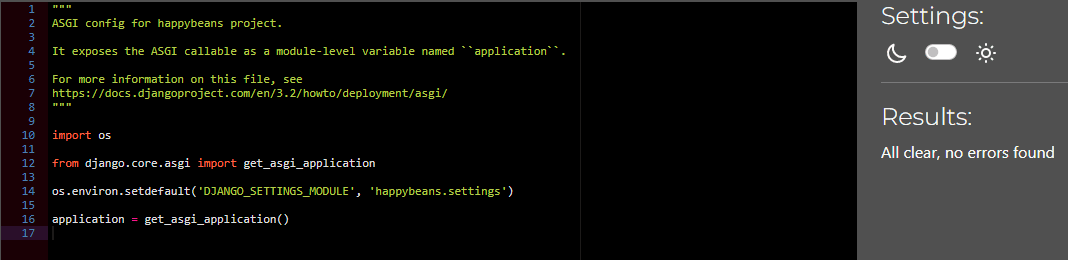 1 """
2 ASGI config for happybeans project.
3
4 It exposes the ASGI callable as a module-level variable named ``application``.
5
6 For more information on this file, see
7 https://docs.djangoproject.com/en/3.2/howto/deployment/asgi/
8 """
9
10 import os
11
12 from django.core.asgi import get_asgi_application
13
14 os.environ.setdefault('DJANGO_SETTINGS_MODULE', 'happybeans.settings')
15
16 application = get_asgi_application()
17
Settings:
Results:
All clear, no errors found